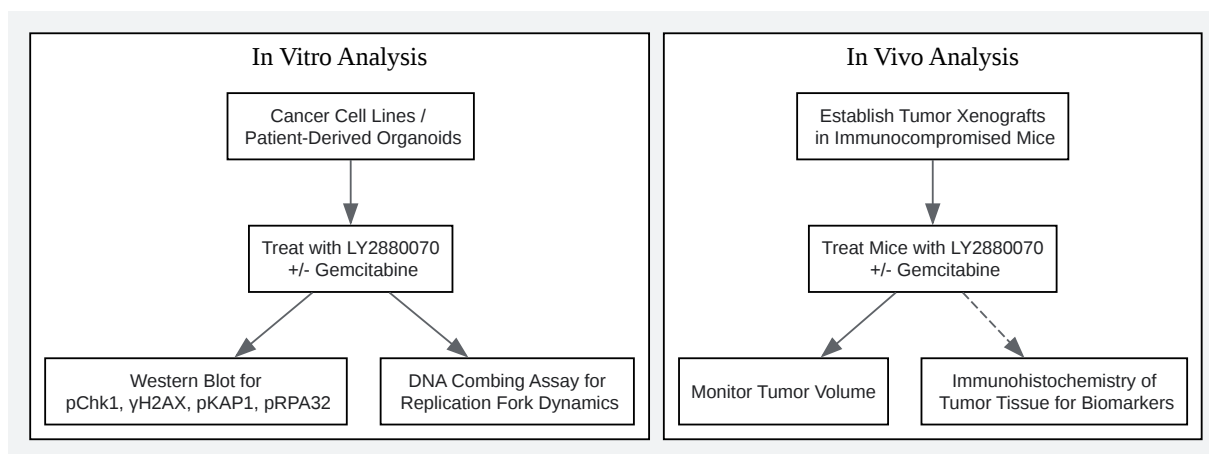 In Vitro Analysis
Cancer Cell Lines /
Patient-Derived Organoids
Treat with LY2880070
+/- Gemcitabine
Western Blot for
pChk1, γH2AX, pKAP1, pRPA32
DNA Combing Assay for
Replication Fork Dynamics
In Vivo Analysis
Establish Tumor Xenografts
in Immunocompromised Mice
Treat Mice with LY2880070
+/- Gemcitabine
Monitor Tumor Volume
Immunohistochemistry of
Tumor Tissue for Biomarkers